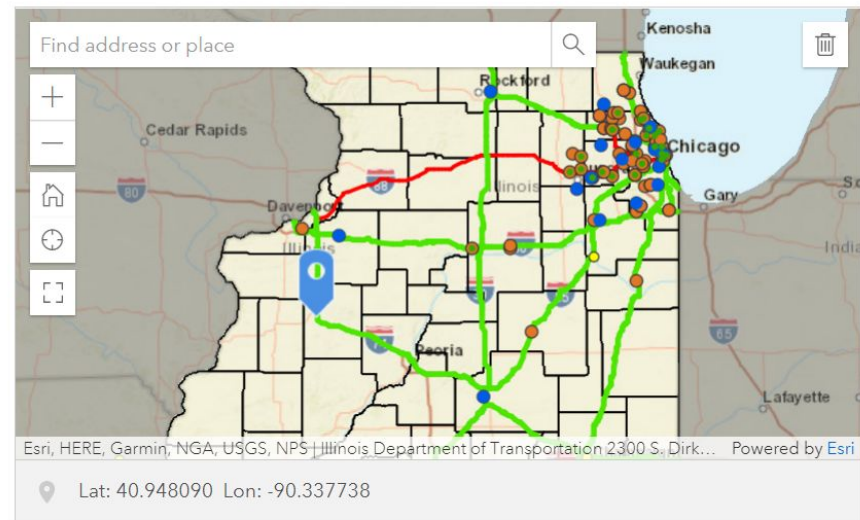 Find address or place
Kenosha
Waukegan
Rockford
Cedar Rapids
Chicago
88
linois
80
Davenport
Gary
Illinois
Indi
74
Peoria
65
Lafayette
Esri, HERE, Garmin, NGA, USGS, NPS | Illinois Department of Transportation 2300 S. Dirk... Powered by Esri
Lat: 40.948090 Lon: -90.337738